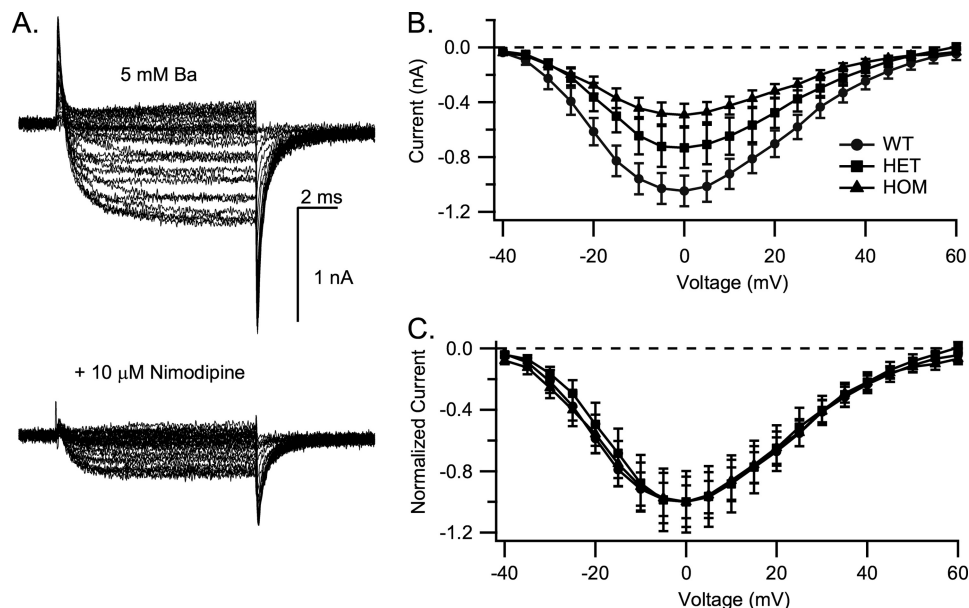 A.
5 mM Ba
2 ms
1 nA
+ 10 μM Nimodipine
B.
0.0
-0.4
-0.8
-1.2
Current (nA)
WT
HET
HOM
-40 -20 0 20 40 60
Voltage (mV)
C.
0.0
-0.4
-0.8
-1.2
Normalized Current
-40 -20 0 20 40 60
Voltage (mV)